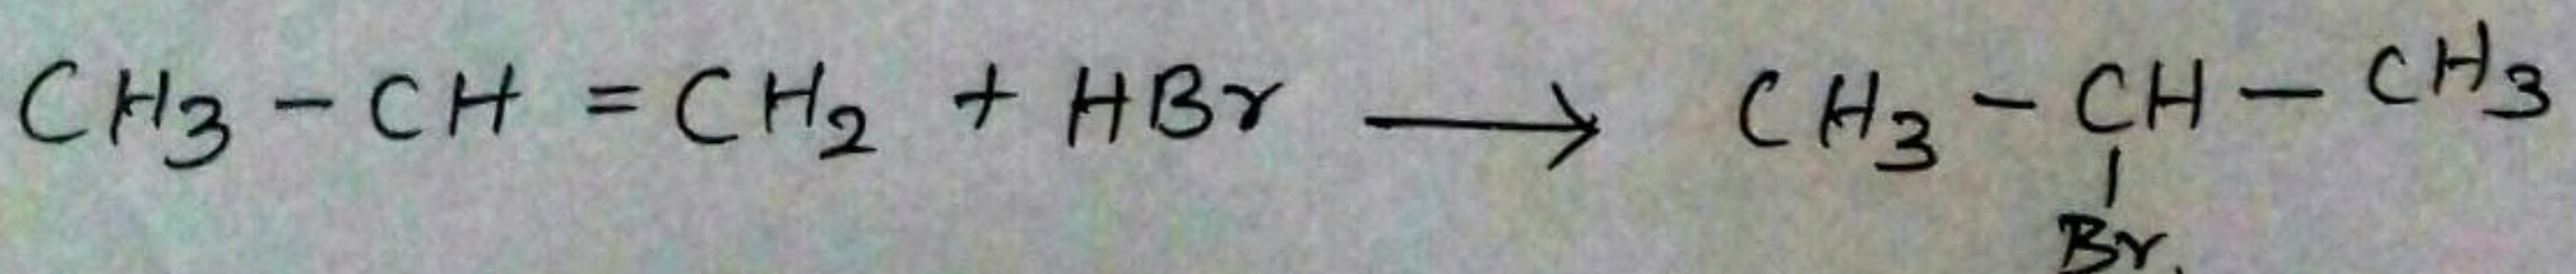 CH3 - CH = CH2 + HBr ⟶ CH3 - CH - CH3
|
Br.